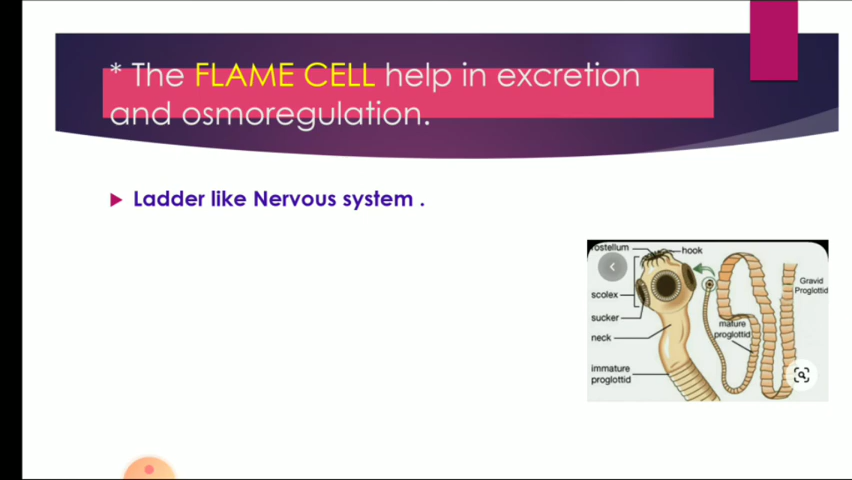 * The FLAME CELL help in excretion
and osmoregulation.
Ladder like Nervous system .
rostellum
hook
scolex
sucker
neck
immature
proglottid
mature
proglottid
Gravid
Proglottid